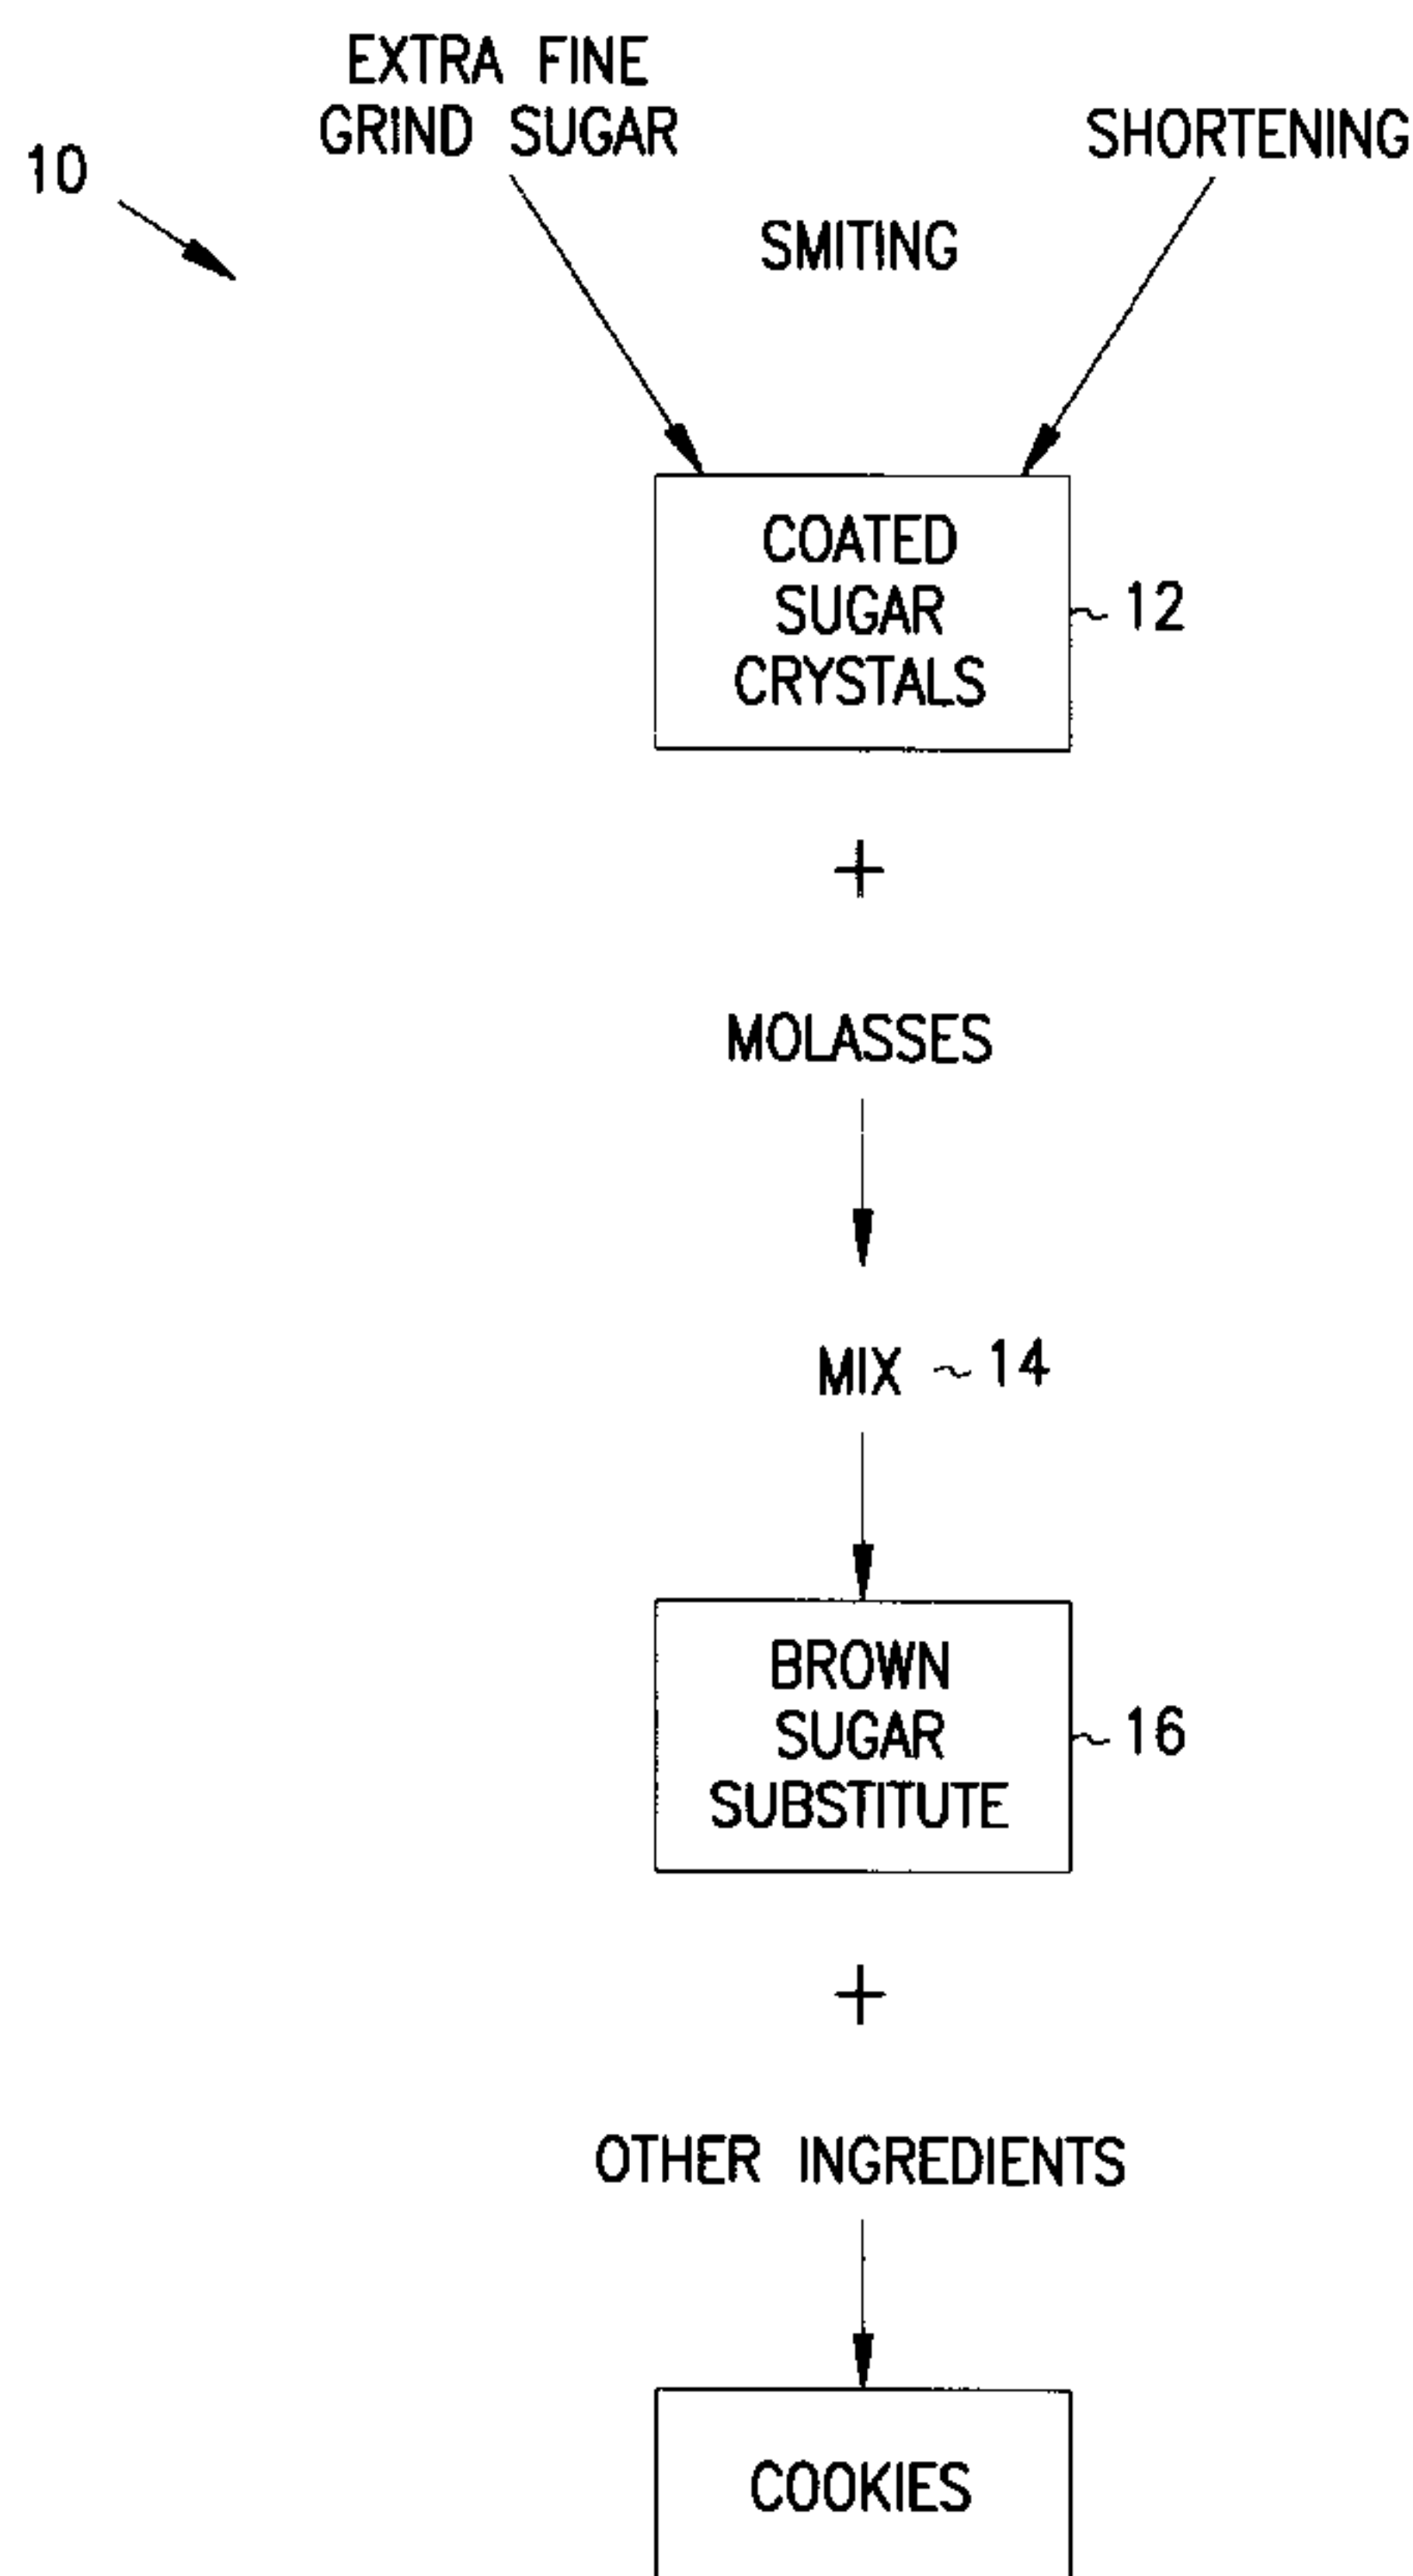 EXTRA FINE
GRIND SUGAR
SHORTENING
10
SMITING
COATED
SUGAR
CRYSTALS
12
+
MOLASSES
MIX
14
BROWN
SUGAR
SUBSTITUTE
16
+
OTHER INGREDIENTS
COOKIES